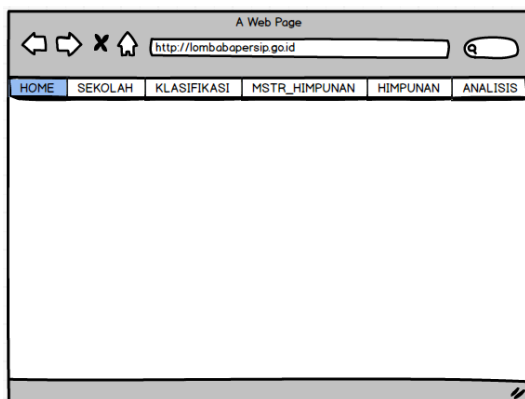 A Web Page
http://lombabapersip.go.id
HOME SEKOLAH KLASIFIKASI MSTR_HIMPUNAN HIMPUNAN ANALISIS